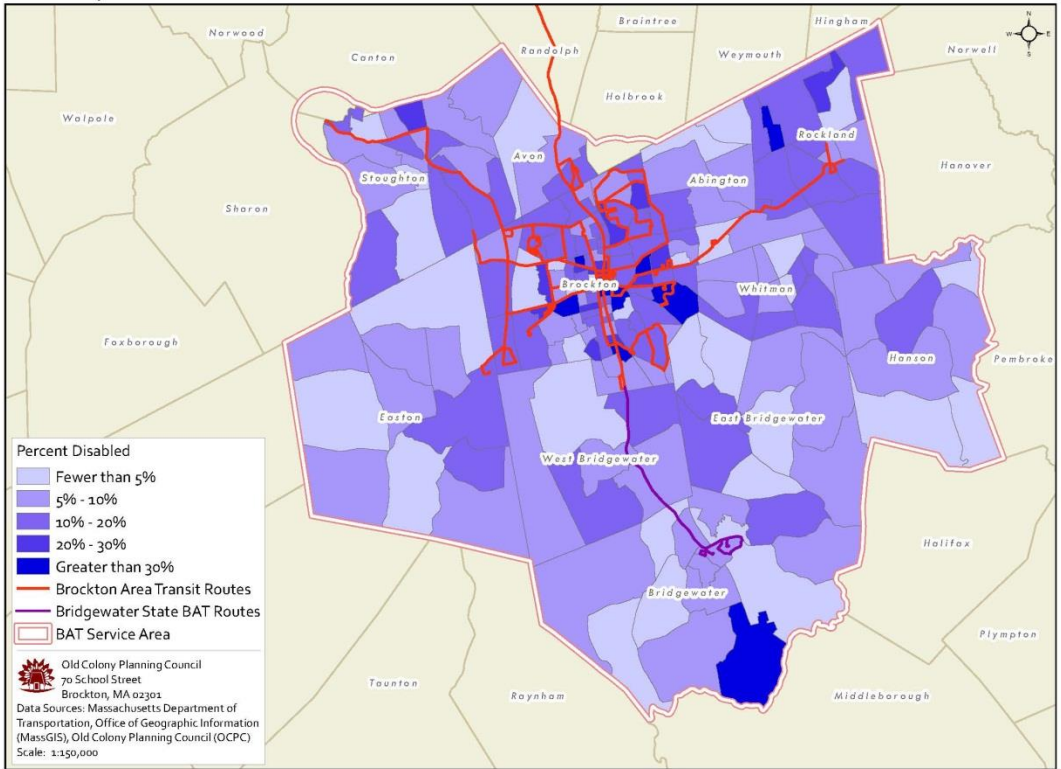 Braintree
Hingham
Norwood
Canton
Randolph
Weymouth
Norwell
N
W E
S
Holbrook
Walpole
Rockland
Avon
Hanover
Stoughton
Abington
Sharon
Brockton
Whitman
Foxborough
Hanson
Pembroke
Easton
East Bridgewater
West Bridgewater
Halifax
Bridgewater
Plympton
Taunton
Raynham
Middleborough
Percent Disabled
Fewer than 5%
5% - 10%
10% - 20%
20% - 30%
Greater than 30%
Brockton Area Transit Routes
Bridgewater State BAT Routes
BAT Service Area
Old Colony Planning Council
70 School Street
Brockton, MA 02301
Data Sources: Massachusetts Department of
Transportation, Office of Geographic Information
(MassGIS), Old Colony Planning Council (OCPC)
Scale: 1:150,000